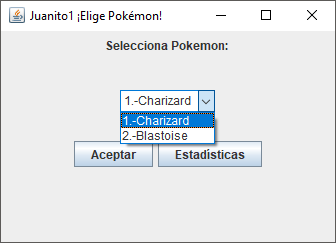 Juanito1 ¡Elige Pokémon!
Selecciona Pokemon:
1.-Charizard
1.-Charizard
2.-Blastoise
Aceptar Estadísticas